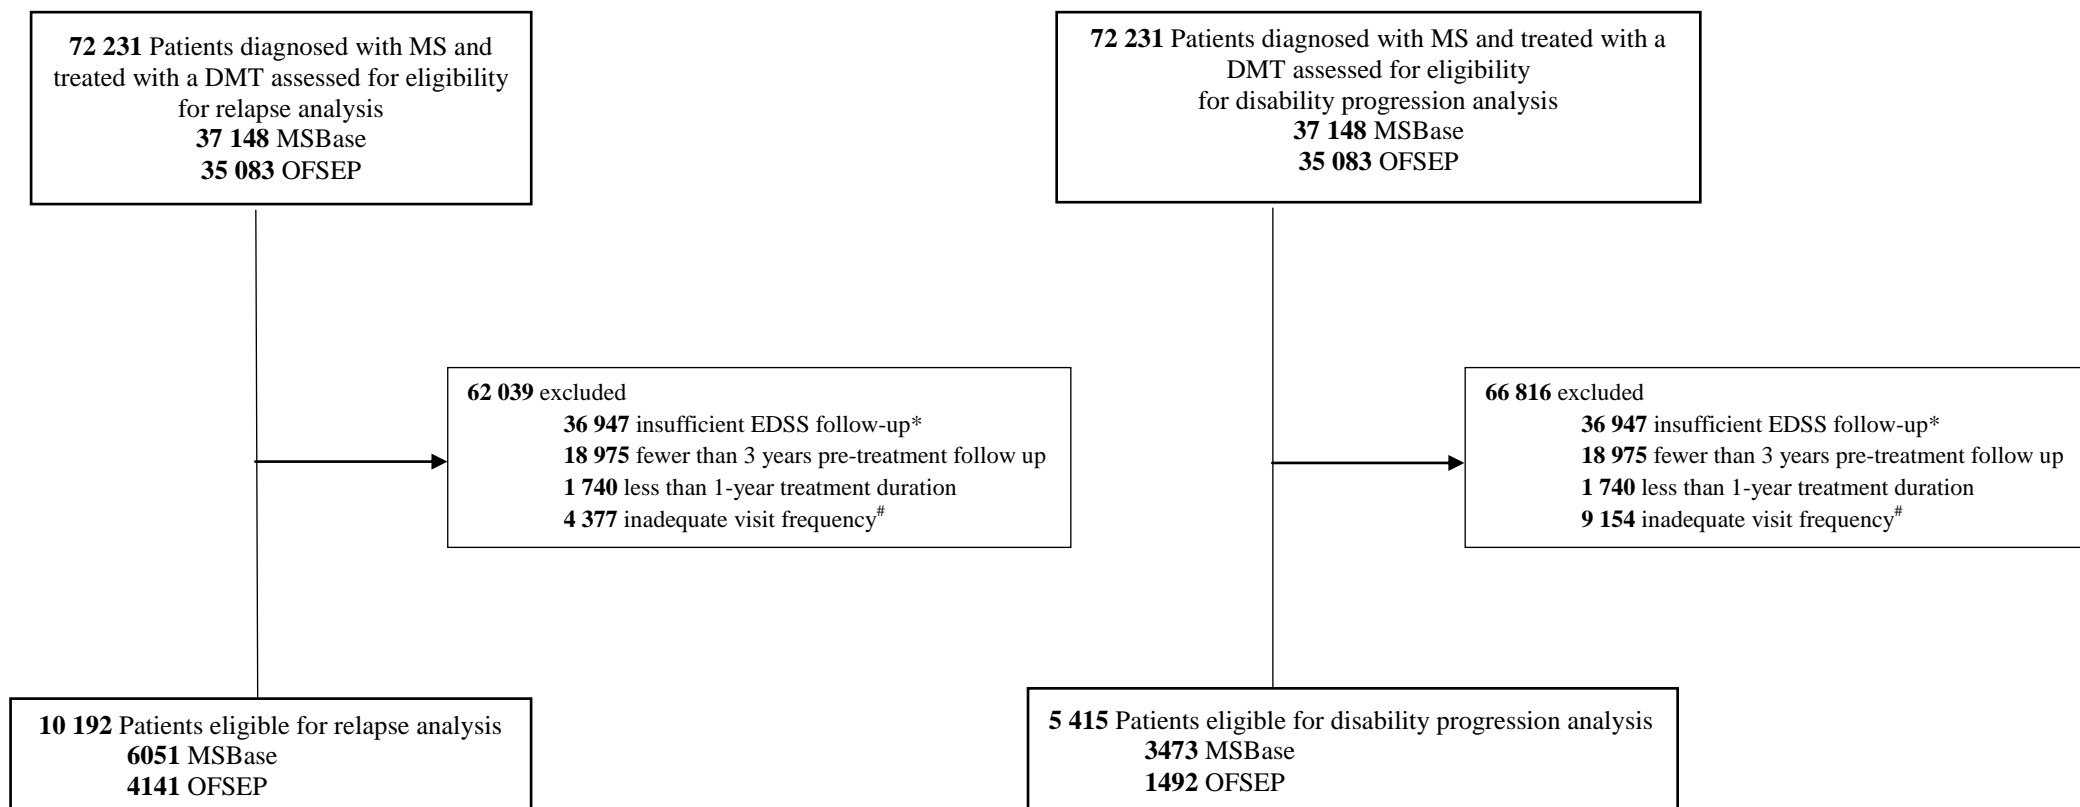 72 231 Patients diagnosed with MS and
treated with a DMT assessed for eligibility
for relapse analysis
37 148 MSBase
35 083 OFSEP
72 231 Patients diagnosed with MS and treated with a
DMT assessed for eligibility
for disability progression analysis
37 148 MSBase
35 083 OFSEP
62 039 excluded
36 947 insufficient EDSS follow-up*
18 975 fewer than 3 years pre-treatment follow up
1 740 less than 1-year treatment duration
4 377 inadequate visit frequency#
66 816 excluded
36 947 insufficient EDSS follow-up*
18 975 fewer than 3 years pre-treatment follow up
1 740 less than 1-year treatment duration
9 154 inadequate visit frequency#
10 192 Patients eligible for relapse analysis
6051 MSBase
4141 OFSEP
5 415 Patients eligible for disability progression analysis
3473 MSBase
1492 OFSEP